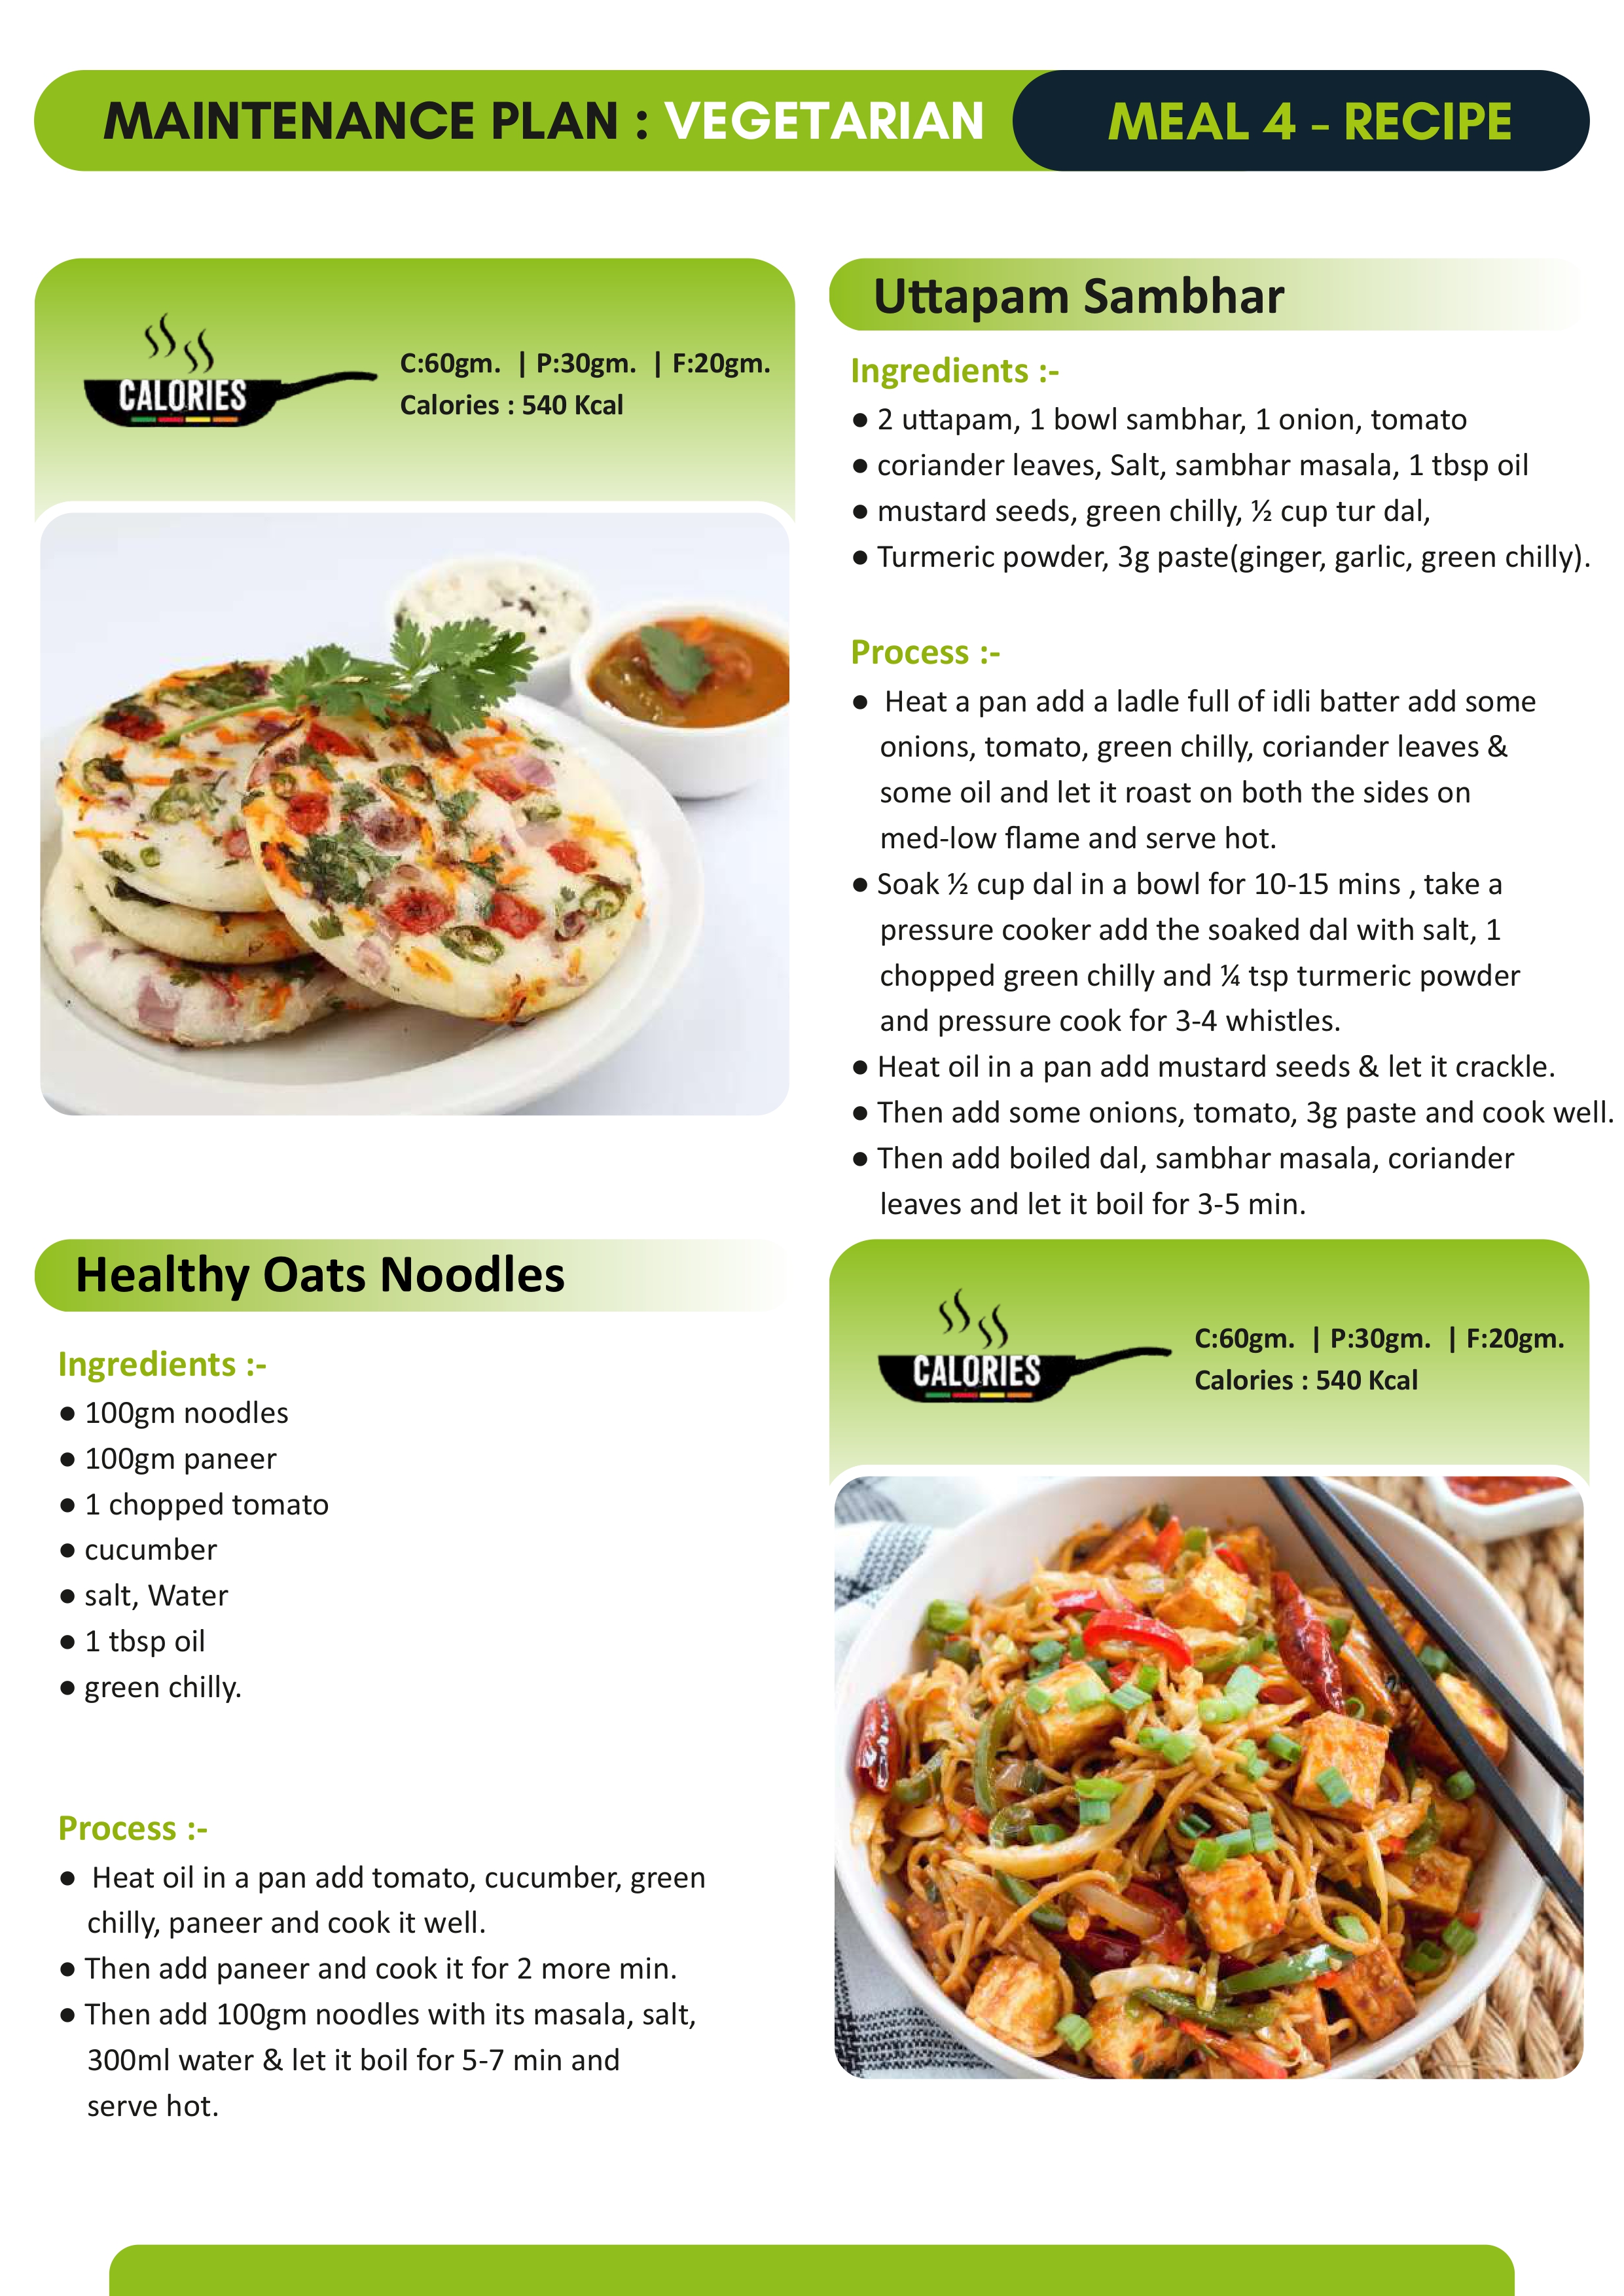 MAINTENANCE PLAN : VEGETARIAN
MEAL 4 - RECIPE
CALORIES
C:60gm. | P:30gm. | F:20gm.
Calories : 540 Kcal
Uttapam Sambhar
Ingredients :-
● 2 uttapam, 1 bowl sambhar, 1 onion, tomato
● coriander leaves, Salt, sambhar masala, 1 tbsp oil
● mustard seeds, green chilly, ½ cup tur dal,
● Turmeric powder, 3g paste(ginger, garlic, green chilly).
Process :-
● Heat a pan add a ladle full of idli batter add some
onions, tomato, green chilly, coriander leaves &
some oil and let it roast on both the sides on
med-low flame and serve hot.
● Soak ½ cup dal in a bowl for 10-15 mins , take a
pressure cooker add the soaked dal with salt, 1
chopped green chilly and ¼ tsp turmeric powder
and pressure cook for 3-4 whistles.
● Heat oil in a pan add mustard seeds & let it crackle.
● Then add some onions, tomato, 3g paste and cook well.
● Then add boiled dal, sambhar masala, coriander
leaves and let it boil for 3-5 min.
Healthy Oats Noodles
Ingredients :-
● 100gm noodles
● 100gm paneer
● 1 chopped tomato
● cucumber
● salt, Water
● 1 tbsp oil
● green chilly.
Process :-
● Heat oil in a pan add tomato, cucumber, green
chilly, paneer and cook it well.
● Then add paneer and cook it for 2 more min.
● Then add 100gm noodles with its masala, salt,
300ml water & let it boil for 5-7 min and
serve hot.
CALORIES
C:60gm. | P:30gm. | F:20gm.
Calories : 540 Kcal